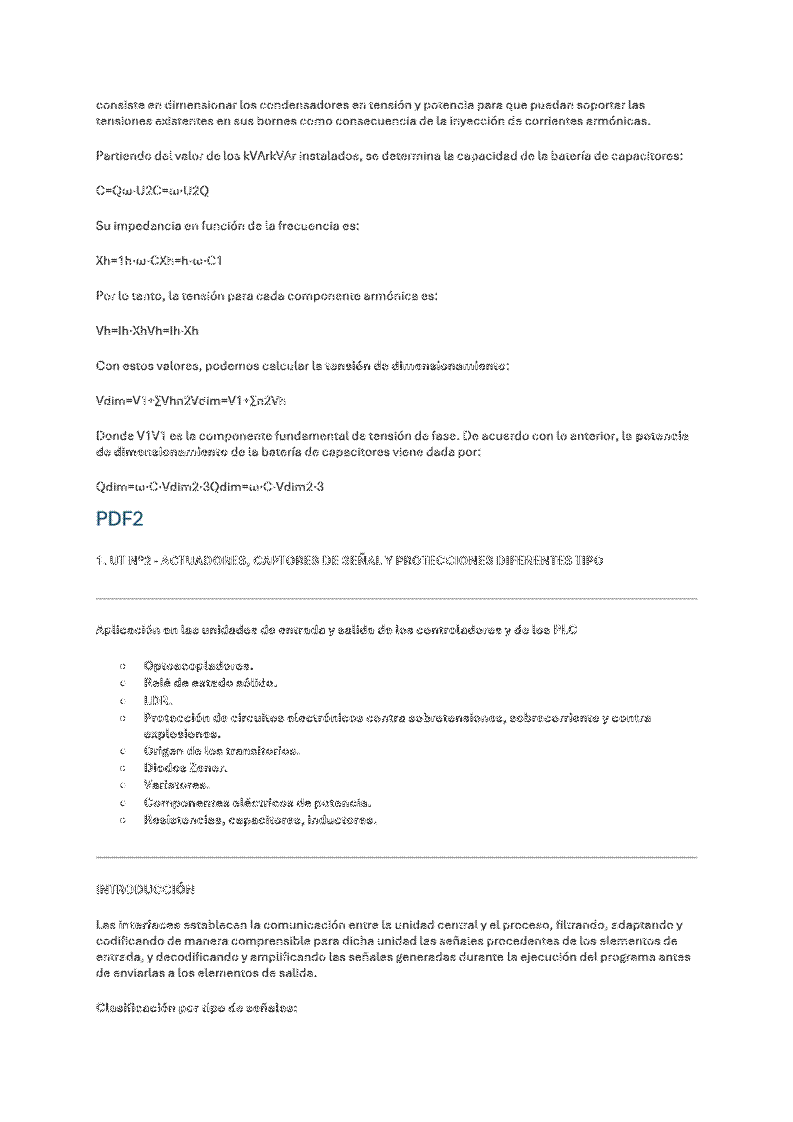 consiste en dimensionar los condensadores en tensión y potencia para que puedan soportar las
tensiones existentes en sus bornes como consecuencia de la inyección de corrientes armónicas.
Partiendo del valor de los kVArkVAr instalados, se determina la capacidad de la batería de capacitores:
C=Qω·U2C=ω·U2Q
Su impedancia en función de la frecuencia es:
Xh=1h·ω·CXh=h·ω·C1
Por lo tanto, la tensión para cada componente armónica es:
Vh=Ih·XhVh=Ih·Xh
Con estos valores, podemos calcular la tensión de dimensionamiento:
Vdim=V1+∑Vhn2Vdim=V1+∑n2Vh
Donde V1V1 es la componente fundamental de tensión de fase. De acuerdo con lo anterior, la potencia
de dimensionamiento de la batería de capacitores viene dada por:
Qdim=ω·C·Vdim2·3Qdim=ω·C·Vdim2·3
PDF2
1. UT Nº2 - ACTUADORES, CAPTORES DE SEÑAL Y PROTECCIONES DIFERENTES TIPO
Aplicación en las unidades de entrada y salida de los controladores y de los PLC
o Optoacopladores.
o Relé de estado sólido.
o LDR.
o Protección de circuitos electrónicos contra sobretensiones, sobrecorriente y contra
explosiones.
o Origen de los transitorios.
o Diodos Zener.
o Varistores.
o Componentes eléctricos de potencia.
o Resistencias, capacitores, inductores.
INTRODUCCIÓN
Las interfaces establecen la comunicación entre la unidad central y el proceso, filtrando, adaptando y
codificando de manera comprensible para dicha unidad las señales procedentes de los elementos de
entrada, y decodificando y amplificando las señales generadas durante la ejecución del programa antes
de enviarlas a los elementos de salida.
Clasificación por tipo de señales: